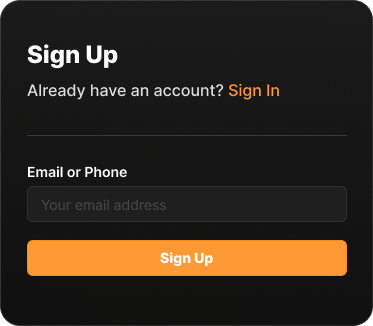 Sign Up
Already have an account? Sign In
Email or Phone
Your email address
Sign Up